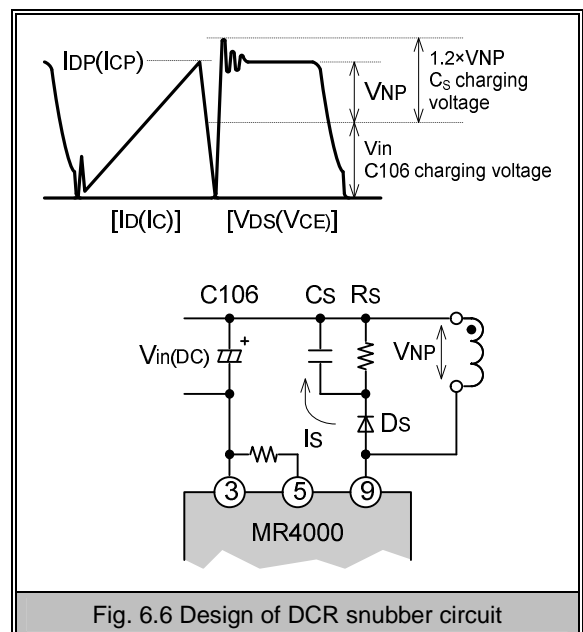 IDP(ICP)
1.2×VNP
CS charging
voltage
VNP
Vin
C106 charging voltage
[ID(IC)] [VDS(VCE)]
C106 CS RS
+
Vin(DC)
VNP
IS
DS
3 5 9
MR4000
Fig. 6.6 Design of DCR snubber circuit